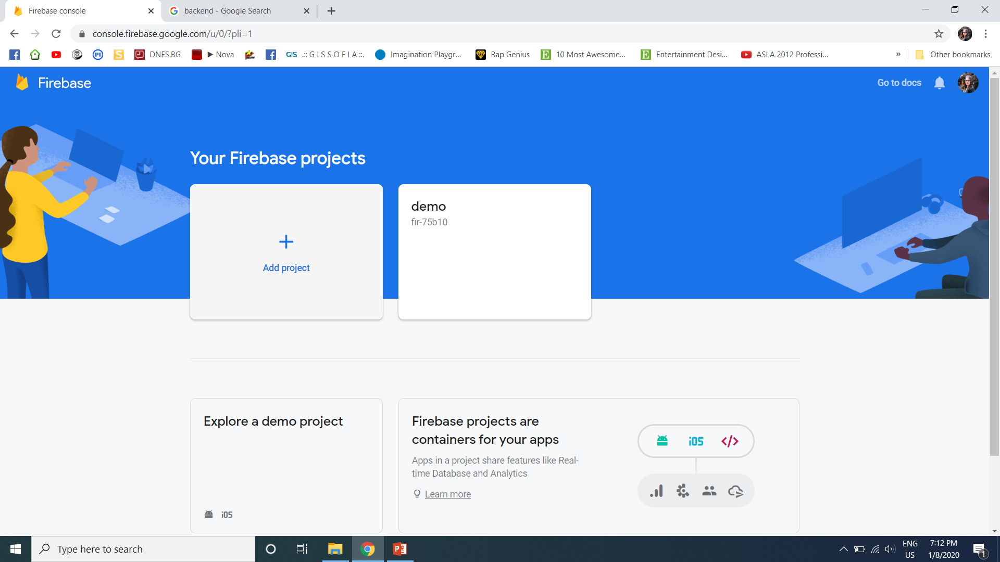 Firebase console
backend - Google Search
console.firebase.google.com/u/0/?pli=1
DNES.BG
▶ Nova
GIS .:: G I S S O F I A ::.
Imagination Playgr...
Rap Genius
10 Most Awesome...
Entertainment Desi...
ASLA 2012 Professi...
»
Other bookmarks
Firebase
Go to docs
Your Firebase projects
Add project
demo
fir-75b10
Explore a demo project
iOS
Firebase projects are
containers for your apps
Apps in a project share features like Real-
time Database and Analytics
Learn more
iOS </>
Type here to search
ENG
US
7:12 PM
1/8/2020
1